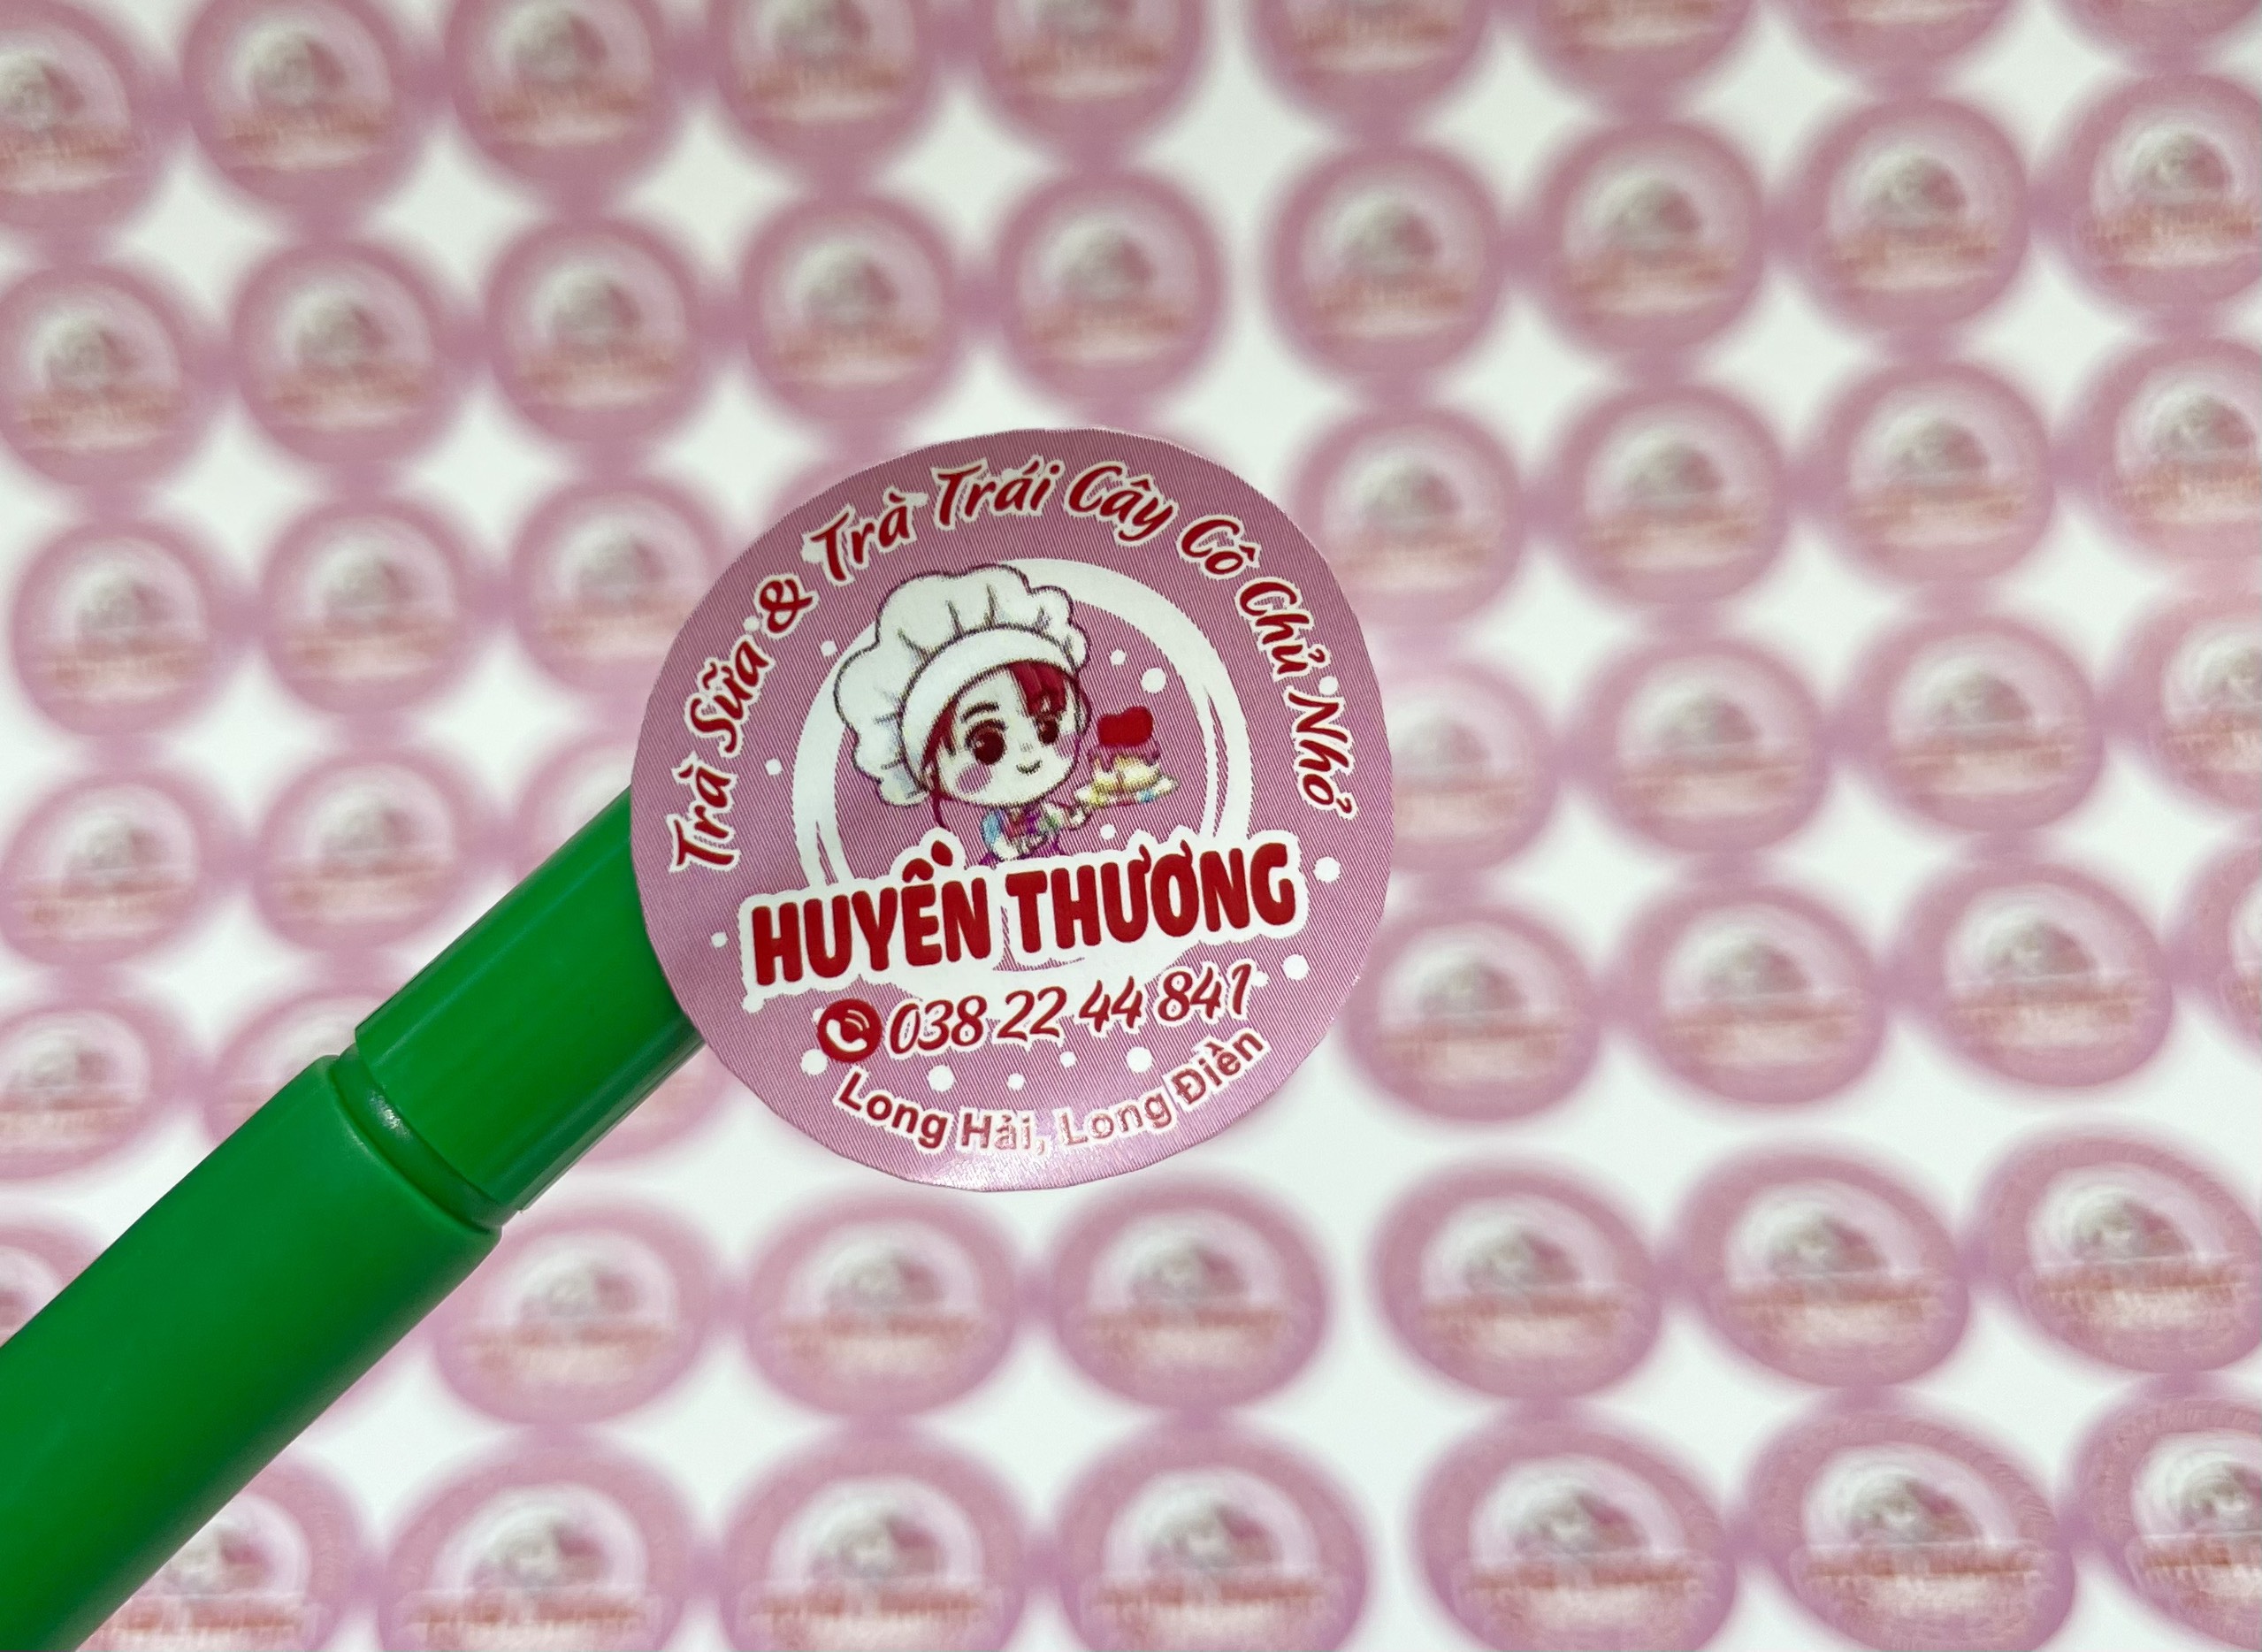 Trà Sữa & Trà Trái Cây Cô Chủ Nhỏ
HUYỀN THƯƠNG
038 22 44 841
Long Hải, Long Điền